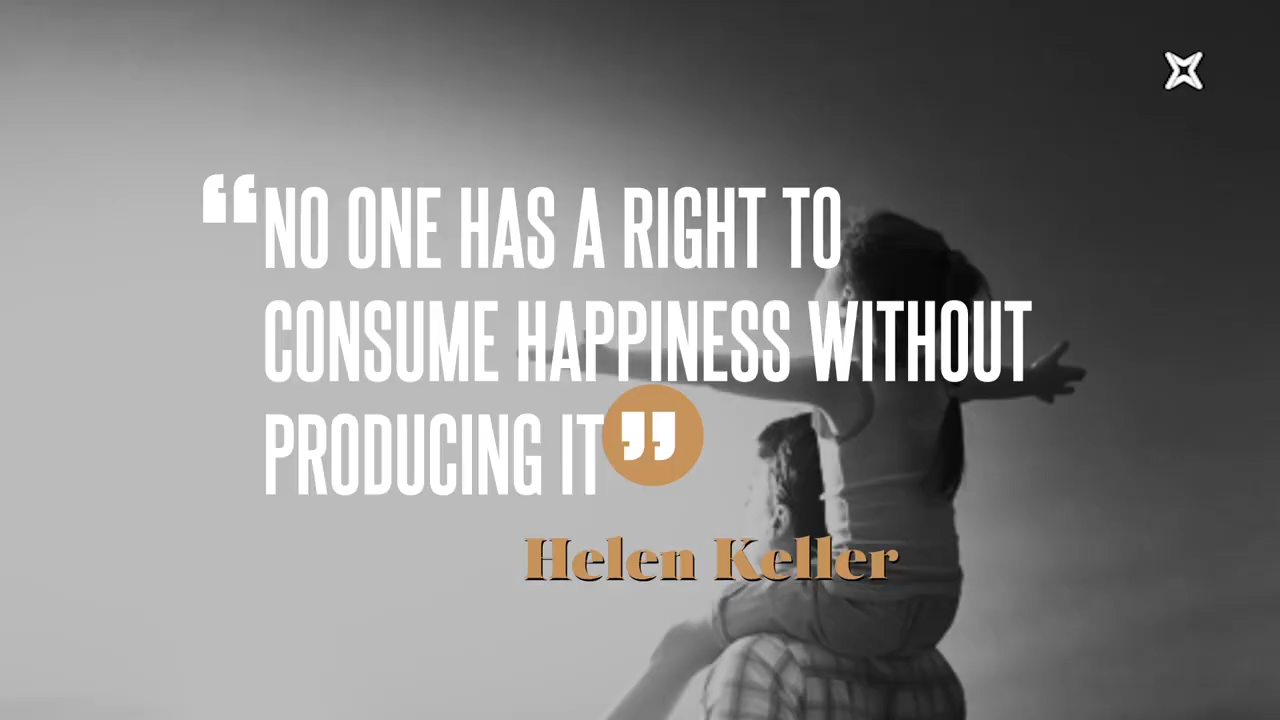 “NO ONE HAS A RIGHT TO
CONSUME HAPPINESS WITHOUT
PRODUCING IT”
Helen Keller